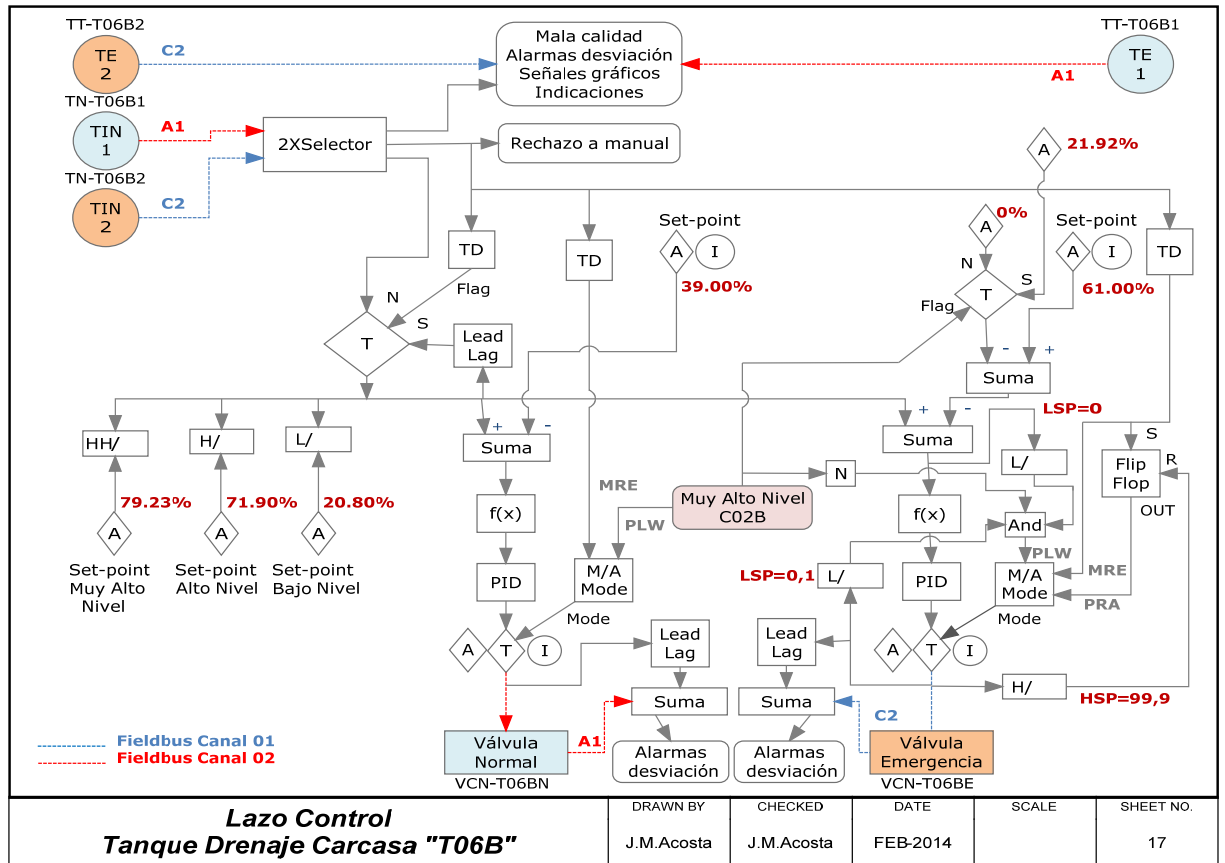 TT-T06B2
TE
2
C2
Mala calidad
Alarmas desviación
Señales gráficos
Indicaciones
TT-T06B1
TE
1
A1
TN-T06B1
TIN
1
A1
2XSelector
Rechazo a manual
TN-T06B2
TIN
2
C2
A
21.92%
TD
Flag
TD
Set-point
A
I
39.00%
0%
A
N
T
S
Flag
Set-point
A
I
61.00%
TD
N
S
T
Lead
Lag
-
+
Suma
HH/
H/
L/
79.23%
71.90%
20.80%
A
A
A
Set-point
Muy Alto
Nivel
Set-point
Alto Nivel
Set-point
Bajo Nivel
+
-
Suma
f(x)
PID
MRE
PLW
M/A
Mode
Mode
A
T
I
Muy Alto Nivel
C02B
N
+
-
Suma
LSP=0
L/
S
Flip
Flop
R
OUT
f(x)
And
PLW
LSP=0,1
L/
PID
M/A
Mode
MRE
PRA
Mode
A
T
I
Lead
Lag
Suma
Lead
Lag
Suma
H/
HSP=99,9
C2
A1
Válvula
Normal
VCN-T06BN
Alarmas
desviación
Alarmas
desviación
Válvula
Emergencia
VCN-T06BE
Fieldbus Canal 01
Fieldbus Canal 02
Lazo Control
Tanque Drenaje Carcasa "T06B"
DRAWN BY
J.M.Acosta
CHECKED
J.M.Acosta
DATE
FEB-2014
SCALE
SHEET NO.
17